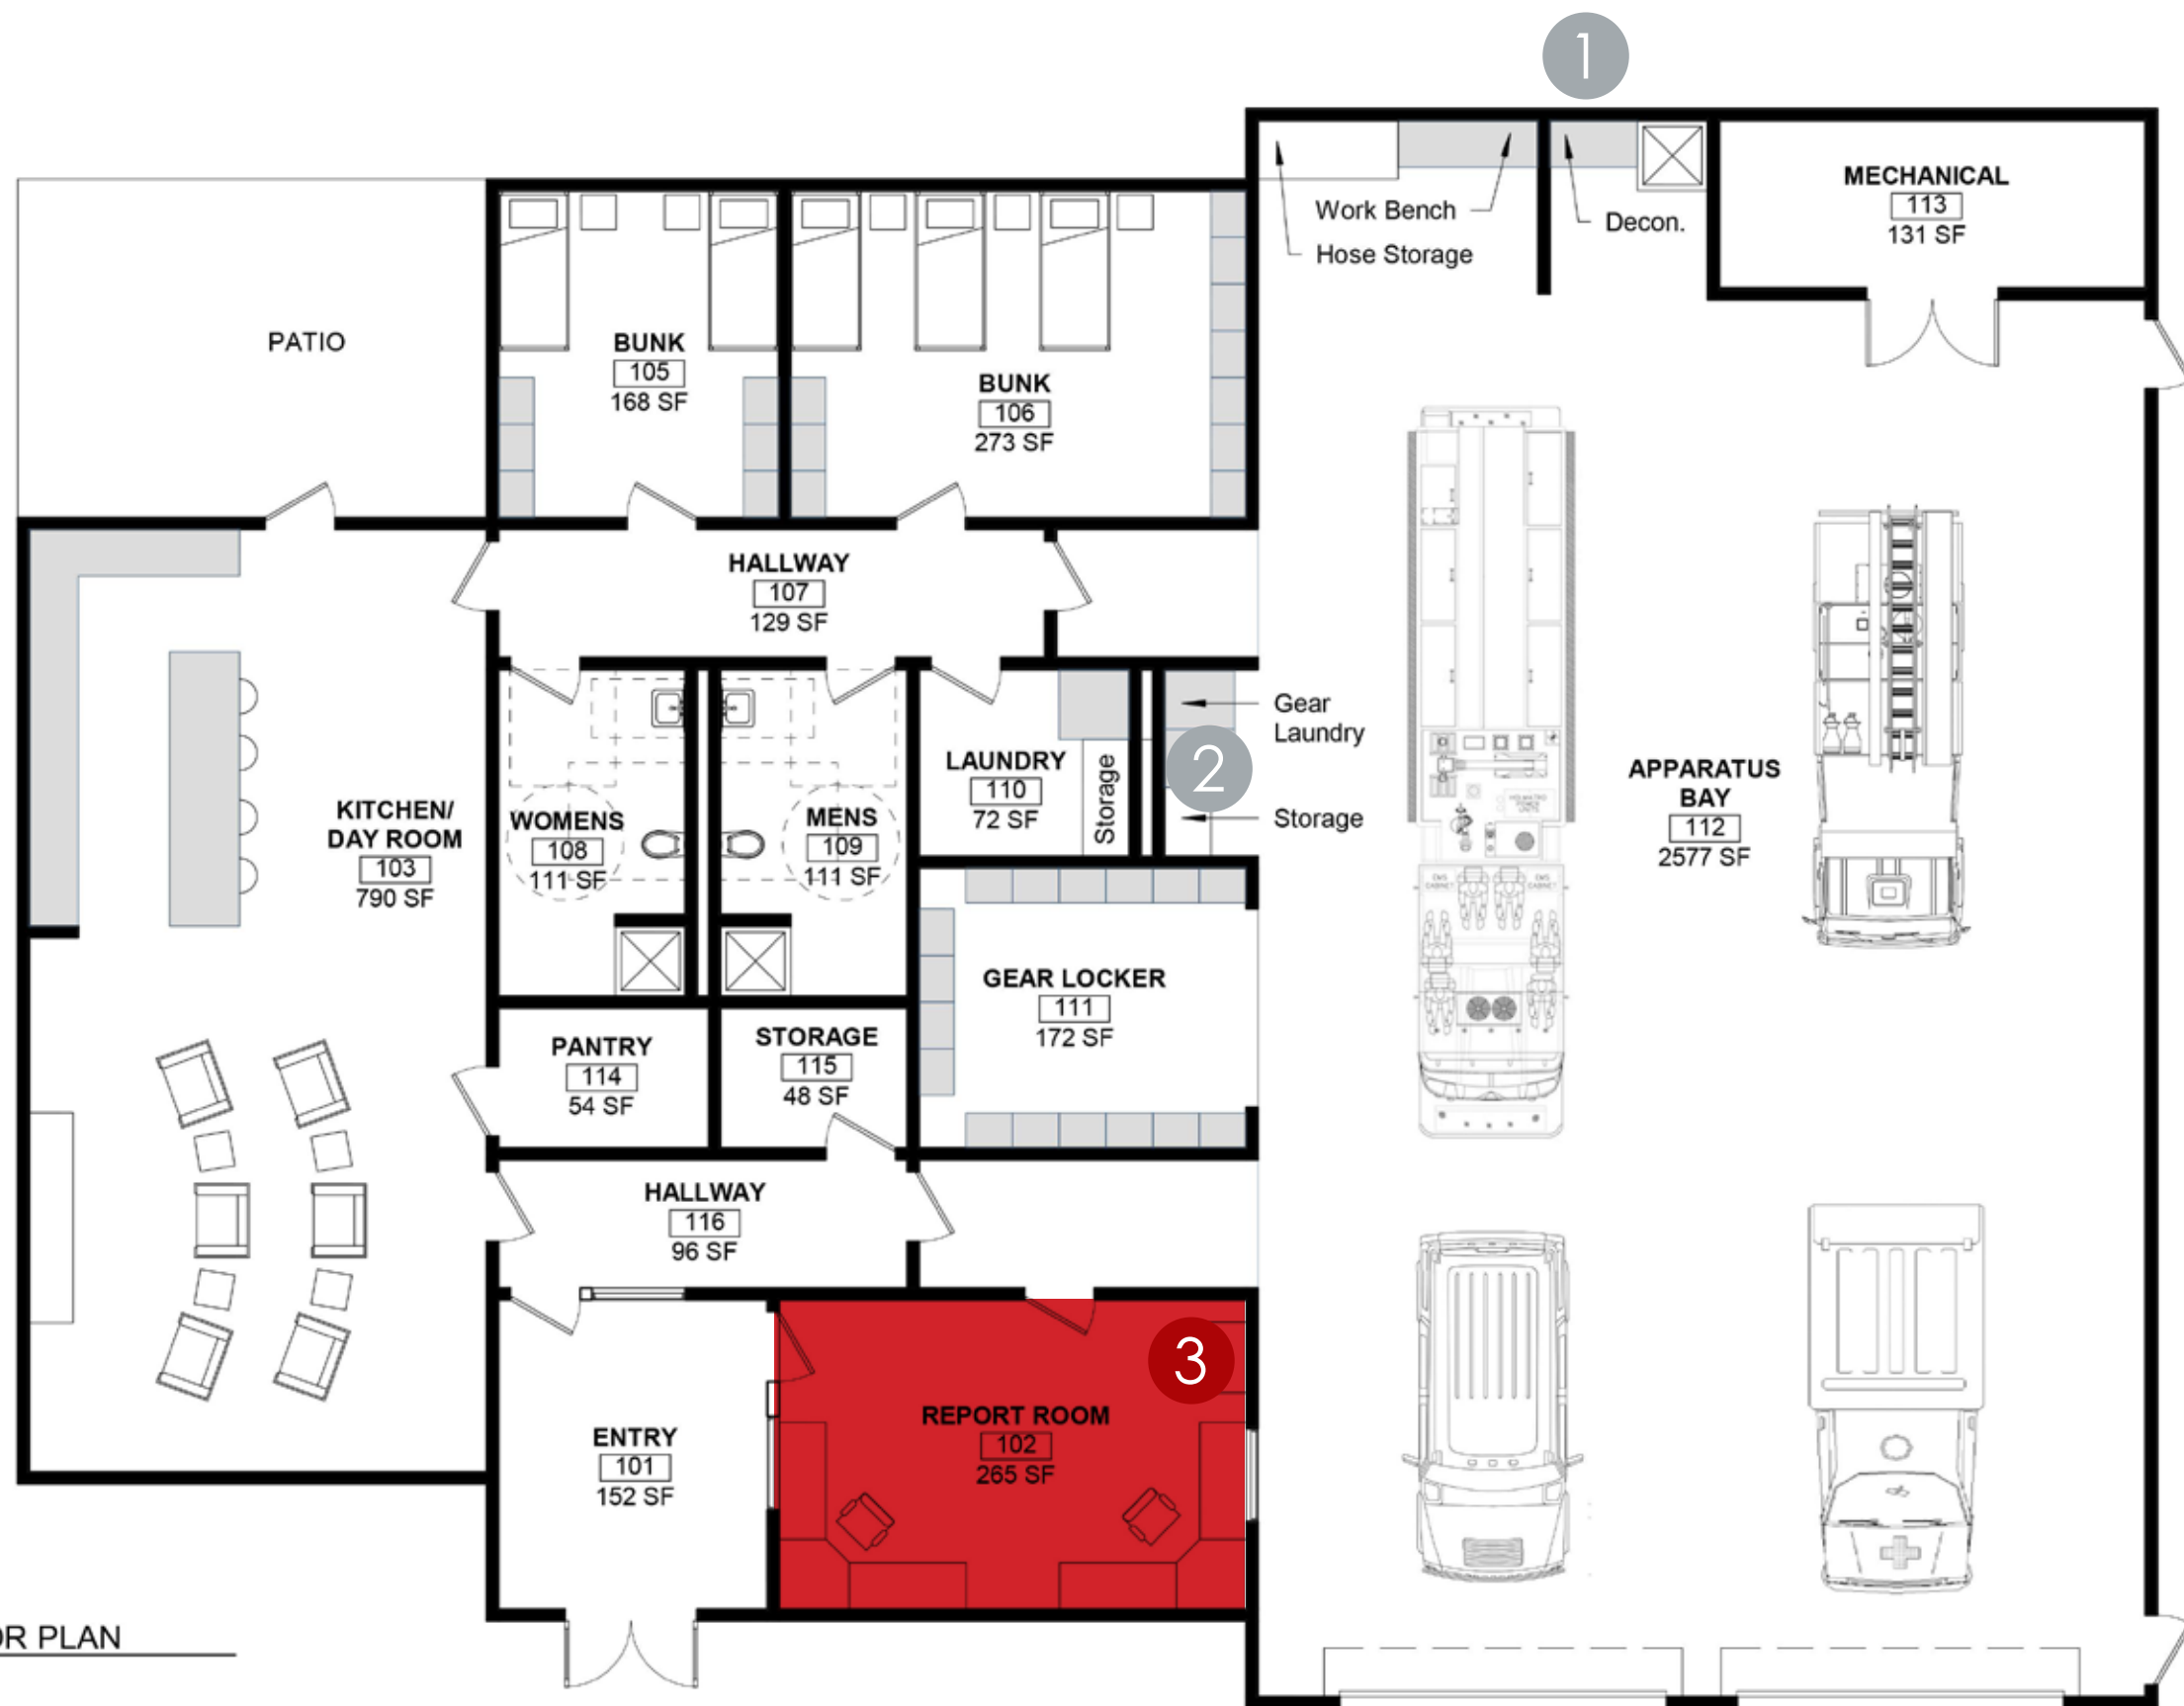 1
MECHANICAL
113
131 SF
Work Bench
Hose Storage
Decon.
PATIO
BUNK
105
168 SF
BUNK
106
273 SF
HALLWAY
107
129 SF
Gear
Laundry
2
Storage
LAUNDRY
110
72 SF
Storage
APPARATUS
BAY
112
2577 SF
KITCHEN/
DAY ROOM
103
790 SF
WOMENS
108
111 SF
MENS
109
111 SF
EMS
CABINET
EMS
CABINET
GEAR LOCKER
111
172 SF
PANTRY
114
54 SF
STORAGE
115
48 SF
HALLWAY
116
96 SF
3
REPORT ROOM
102
265 SF
ENTRY
101
152 SF
PLAN